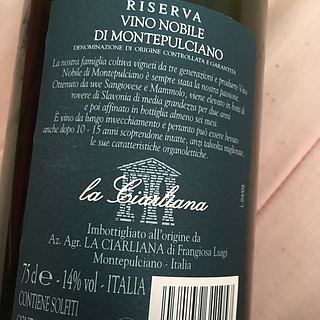 RISERVA
VINO NOBILE
DI MONTEPULCIANO
DENOMINAZIONE DI ORIGINE CONTROLLATA E GARANTITA
La nostra famiglia coltiva vigneti da tre generazioni e produrre Vino
Nobile di Montepulciano è sempre stata la nostra passione.
Ottenuto da uve Sangiovese e Mammolo, viene elevato in botti di
rovere di Slavonia di media grandezza per due anni
e poi affinato in bottiglia almeno sei mesi.
È vino da lungo invecchiamento e pertanto può essere bevuto
anche dopo 10 - 15 anni scoprendone intatte, anzi talvolta migliorate,
le sue caratteristiche organolettiche.
la Ciarliana
L.04/08
Imbottigliato all'origine da
Az. Agr. LA CIARLIANA di Frangiosa Luigi
Montepulciano - Italia
75 cl e - 14% vol - ITALIA
CONTIENE SOLFITI